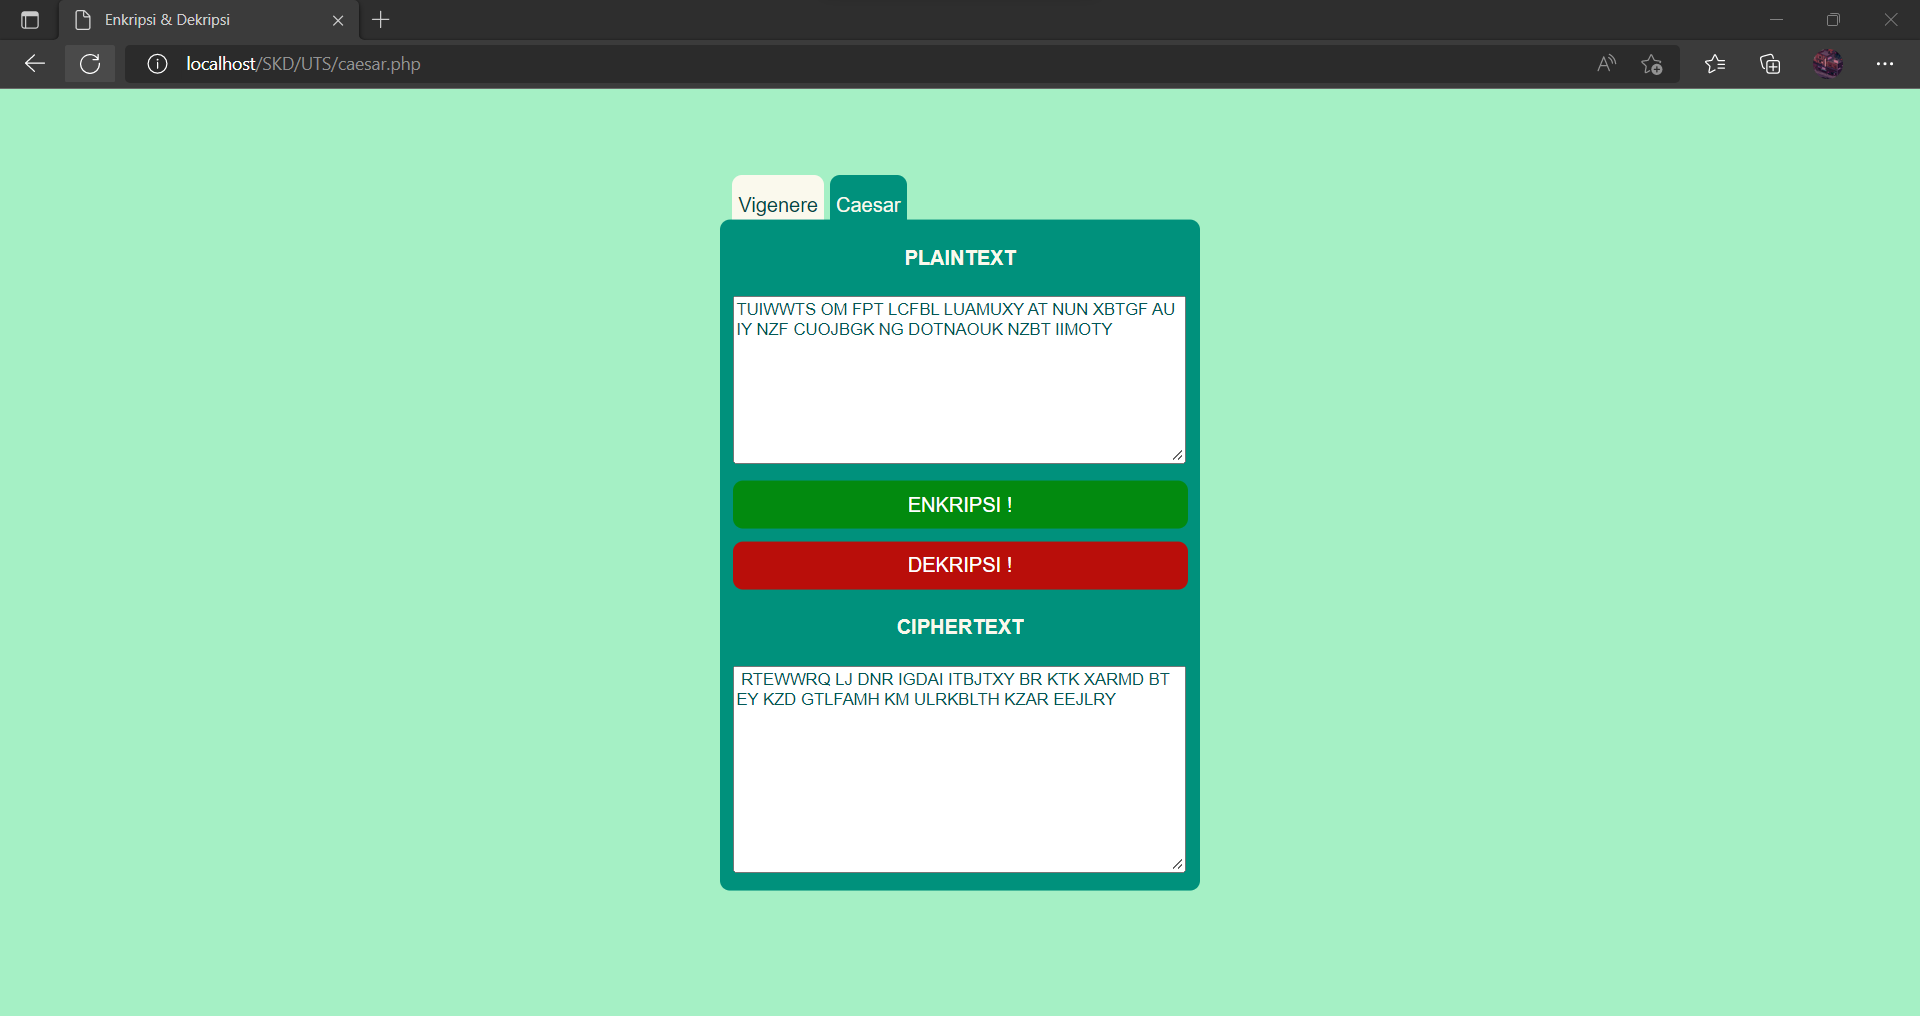 Enkripsi & Dekripsi
localhost/SKD/UTS/caesar.php
Vigenere Caesar
PLAINTEXT
TUIWWTS OM FPT LCFBL LUAMUXY AT NUN XBTGF AU
IY NZF CUOJBGK NG DOTNAOUK NZBT IIMOTY
ENKRIPSI !
DEKRIPSI !
CIPHERTEXT
RTEWWRQ LJ DNR IGDAI ITBJTXY BR KTK XARMD BT
EY KZD GTLFAMH KM ULRKBLTH KZAR EEJLRY